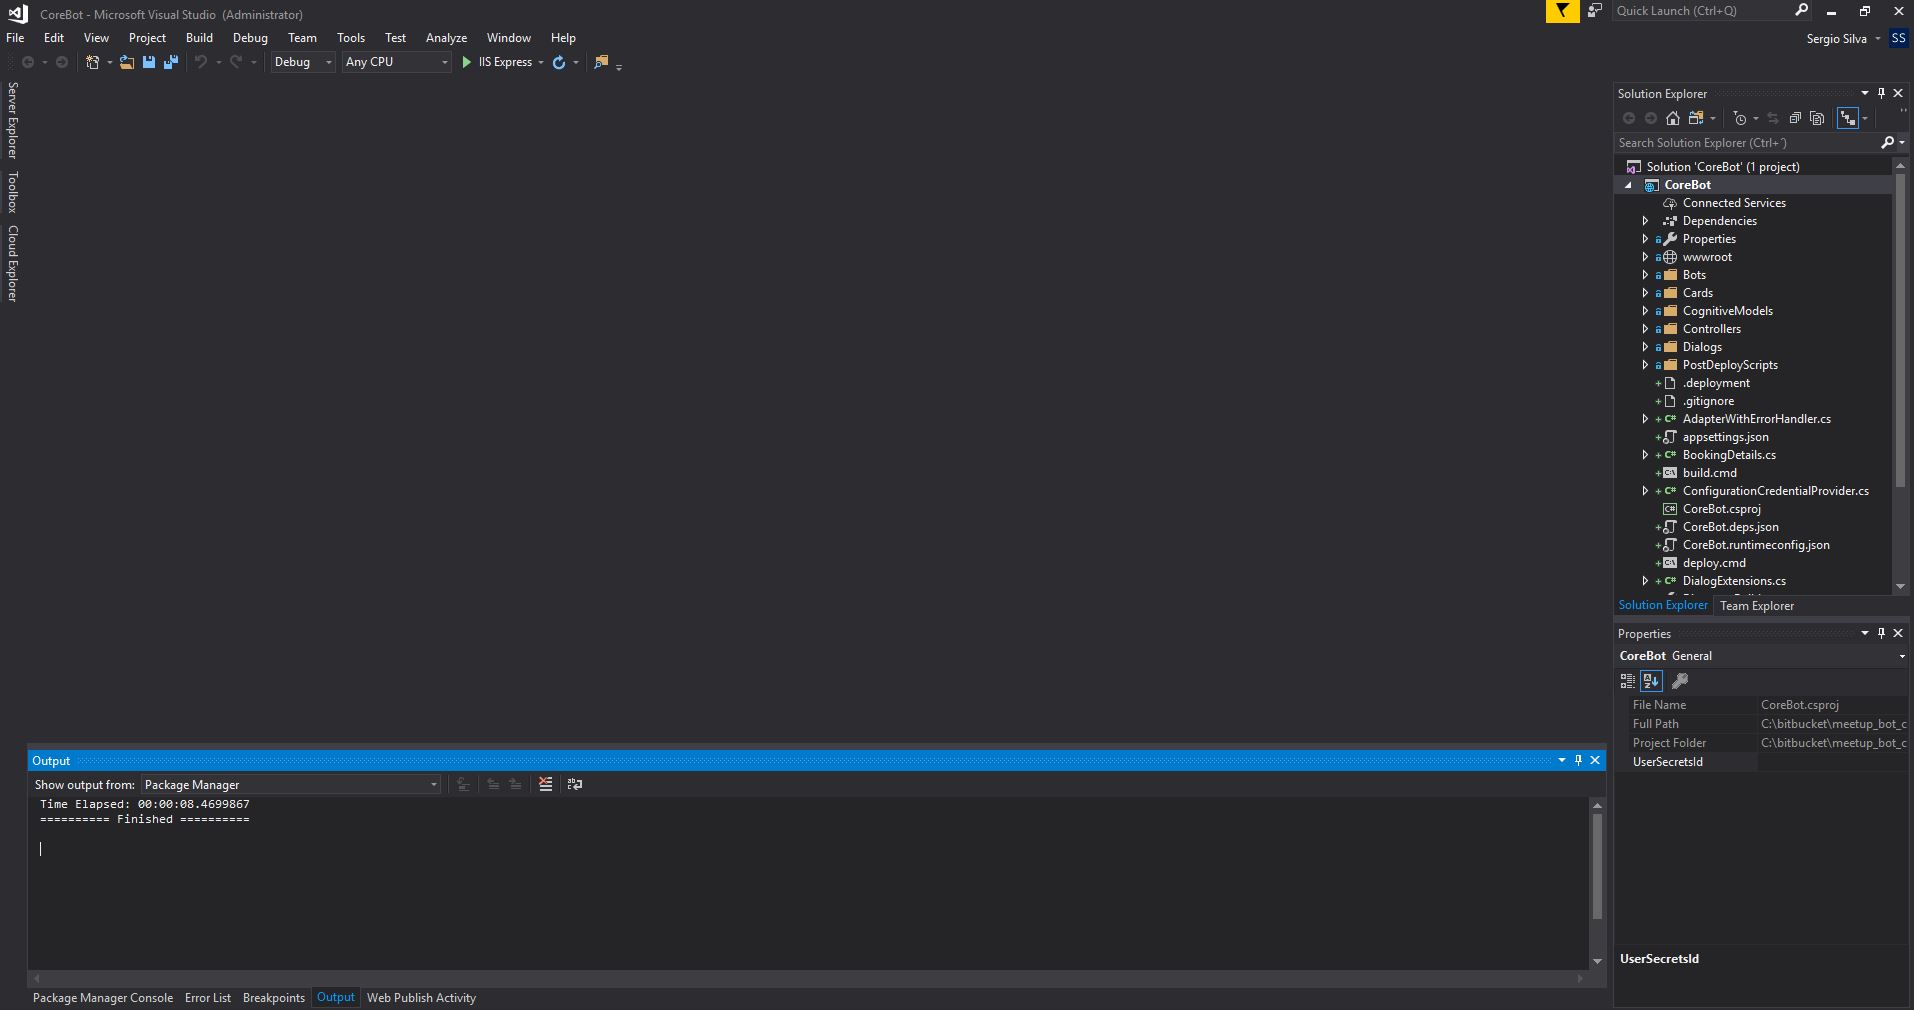 CoreBot - Microsoft Visual Studio (Administrator)
Quick Launch (Ctrl+Q)
File Edit View Project Build Debug Team Tools Test Analyze Window Help
Sergio Silva SS
Debug Any CPU IIS Express
Server Explorer
Toolbox
Cloud Explorer
Solution Explorer
Search Solution Explorer (Ctrl+´)
Solution 'CoreBot' (1 project)
CoreBot
Connected Services
Dependencies
Properties
wwwroot
Bots
Cards
CognitiveModels
Controllers
Dialogs
PostDeployScripts
.deployment
.gitignore
C# AdapterWithErrorHandler.cs
appsettings.json
C# BookingDetails.cs
build.cmd
C# ConfigurationCredentialProvider.cs
C# CoreBot.csproj
CoreBot.deps.json
CoreBot.runtimeconfig.json
deploy.cmd
C# DialogExtensions.cs
Solution Explorer Team Explorer
Properties
CoreBot General
File Name CoreBot.csproj
Full Path C:\bitbucket\meetup_bot_c
Project Folder C:\bitbucket\meetup_bot_c
UserSecretsId
UserSecretsId
Output
Show output from: Package Manager
Time Elapsed: 00:00:08.4699867
========== Finished ==========
Package Manager Console Error List Breakpoints Output Web Publish Activity